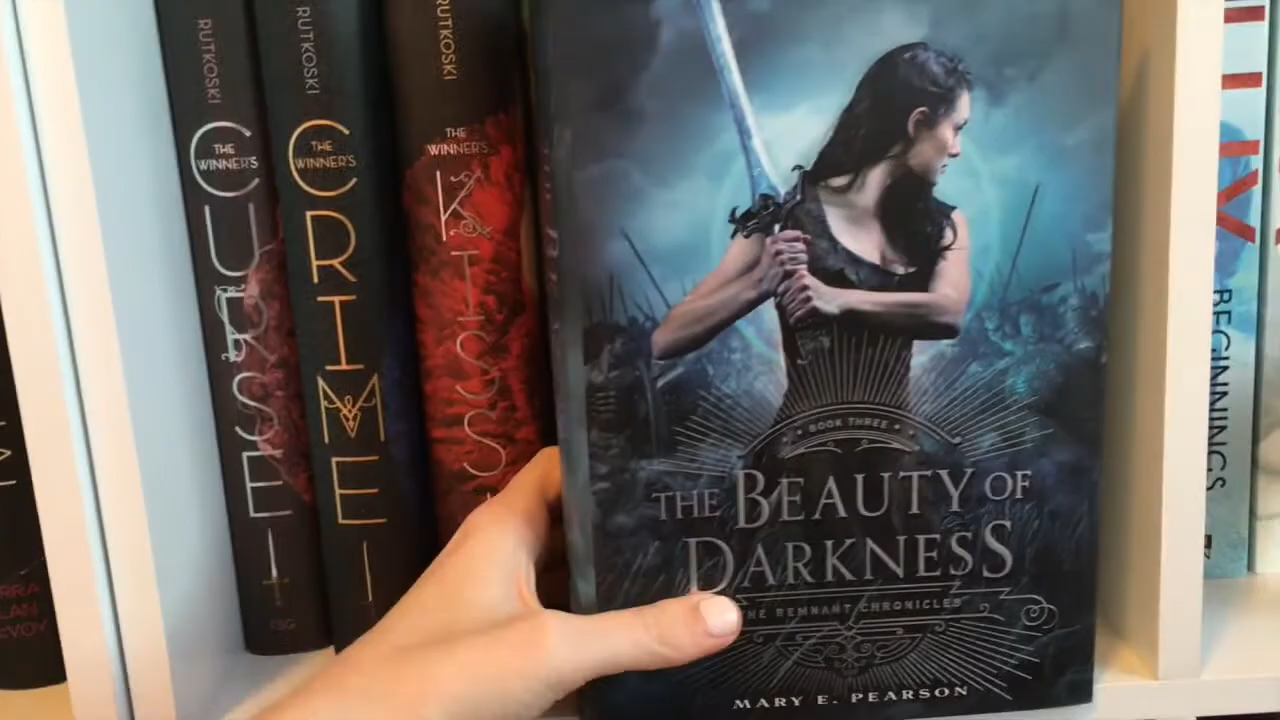 RUTKOSKI
THE
WINNER'S
CURSE
RUTKOSKI
THE
WINNER'S
CRIME
RUTKOSKI
THE
WINNER'S
KISS
BOOK THREE
THE BEAUTY OF
DARKNESS
THE REMNANT CHRONICLES
MARY E. PEARSON
BEGINNINGS